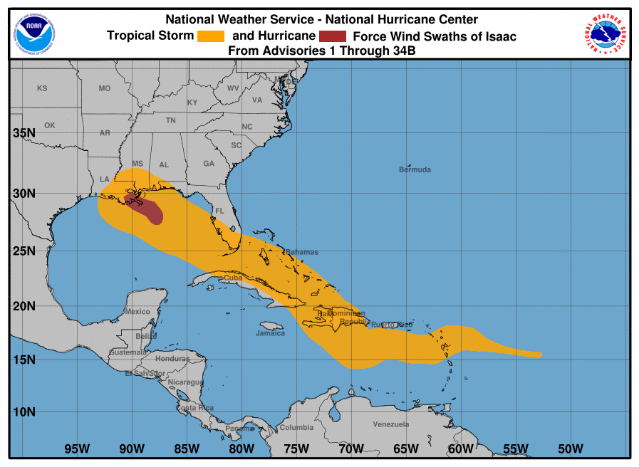 National Weather Service - National Hurricane Center
Tropical Storm and Hurricane Force Wind Swaths of Isaac
From Advisories 1 Through 34B
NOAA
NATIONAL WEATHER SERVICE
KS
MO
KY
WV
VA
OK
AR
TN
NC
SC
35N
MS
AL
GA
LA
FL
30N
Bermuda
25N
Bahamas
Cuba
20N
Mexico
Dominican
Republic
Puerto Rico
Jamaica
Belize
15N
Guatemala
Honduras
El Salvador
Nicaragua
10N
Costa Rica
Panama
Columbia
Venezuela
95W 90W 85W 80W 75W 70W 65W 60W 55W 50W